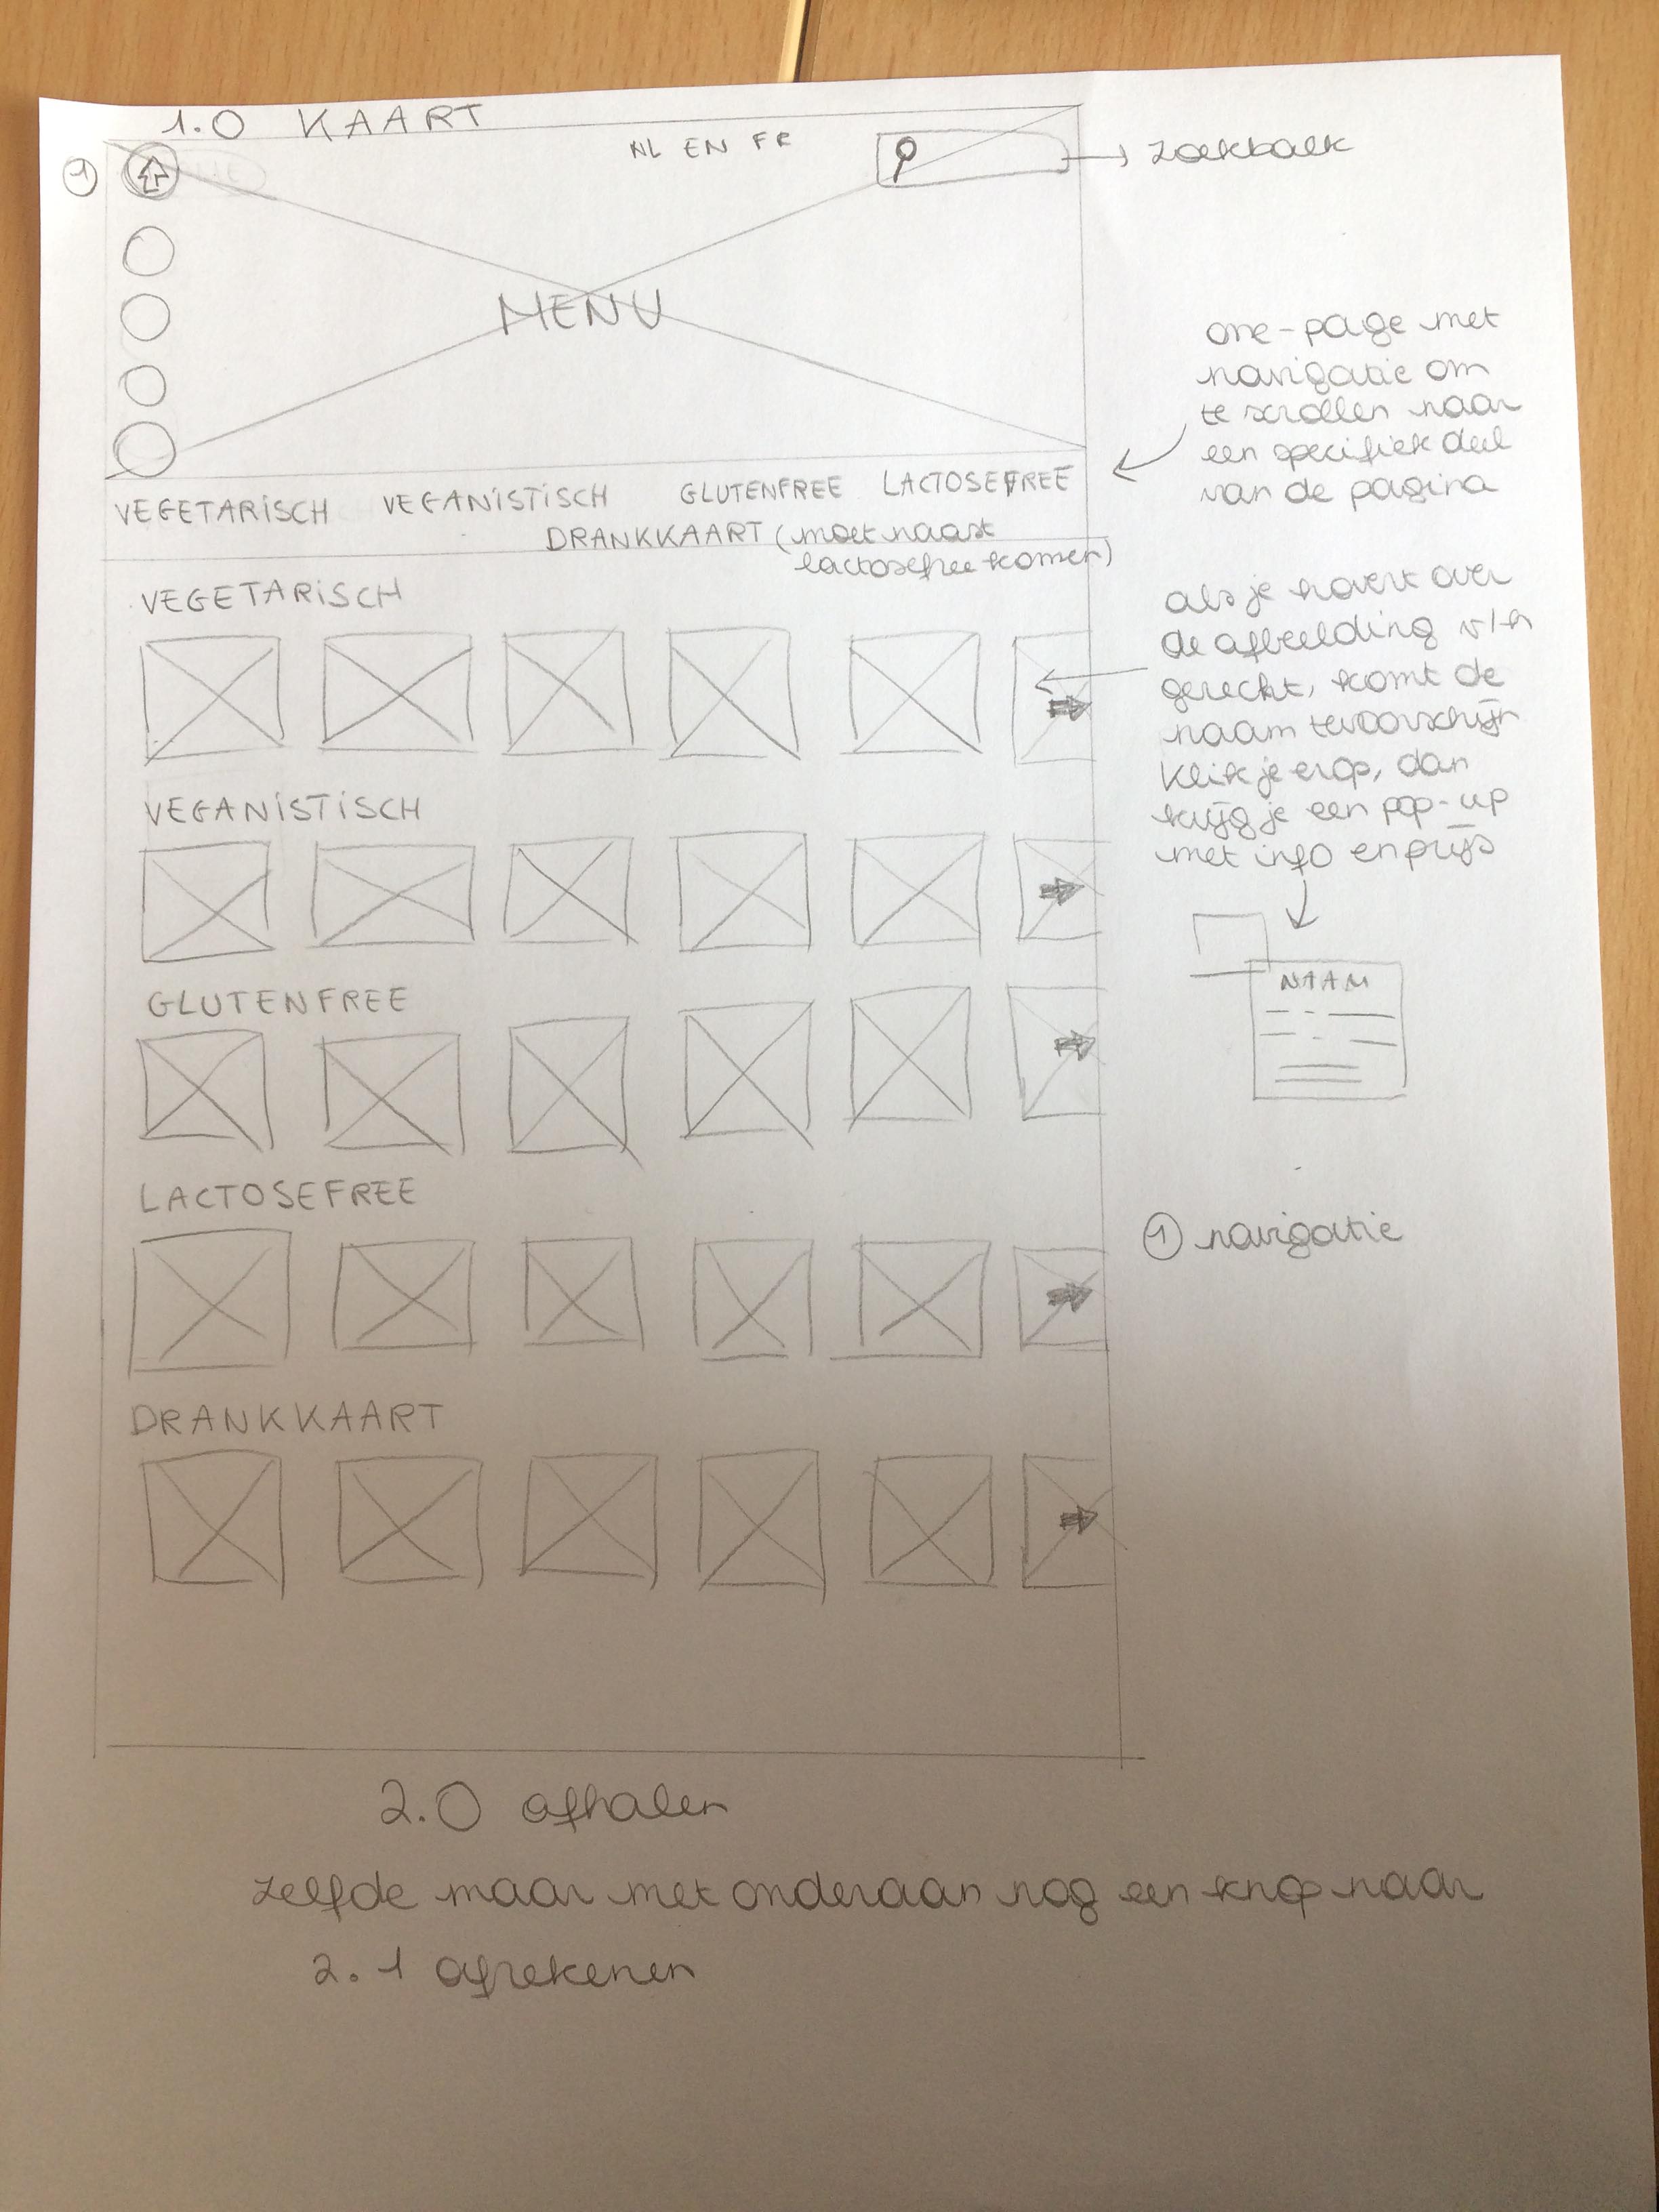 1.0 KAART
NL EN FR
zoekbalk
1
MENU
one-page met
navigatie om
te scrollen naar
een specifiek deel
van de pagina
VEGETARISCH VEGANISTISCH GLUTENFREE LACTOSEFREE
DRANKKAART (moet naast
lactosefree komen)
als je hovert over
de afbeelding v/h
gerecht, komt de
naam tevoorschijn
Klik je erop, dan
krijg je een pop-up
met info en prijs
NAAM
VEGETARISCH
VEGANISTISCH
GLUTENFREE
LACTOSEFREE
1 navigatie
DRANKKAART
2.0 afhalen
zelfde maar met onderaan nog een knop naar
2.1 afrekenen